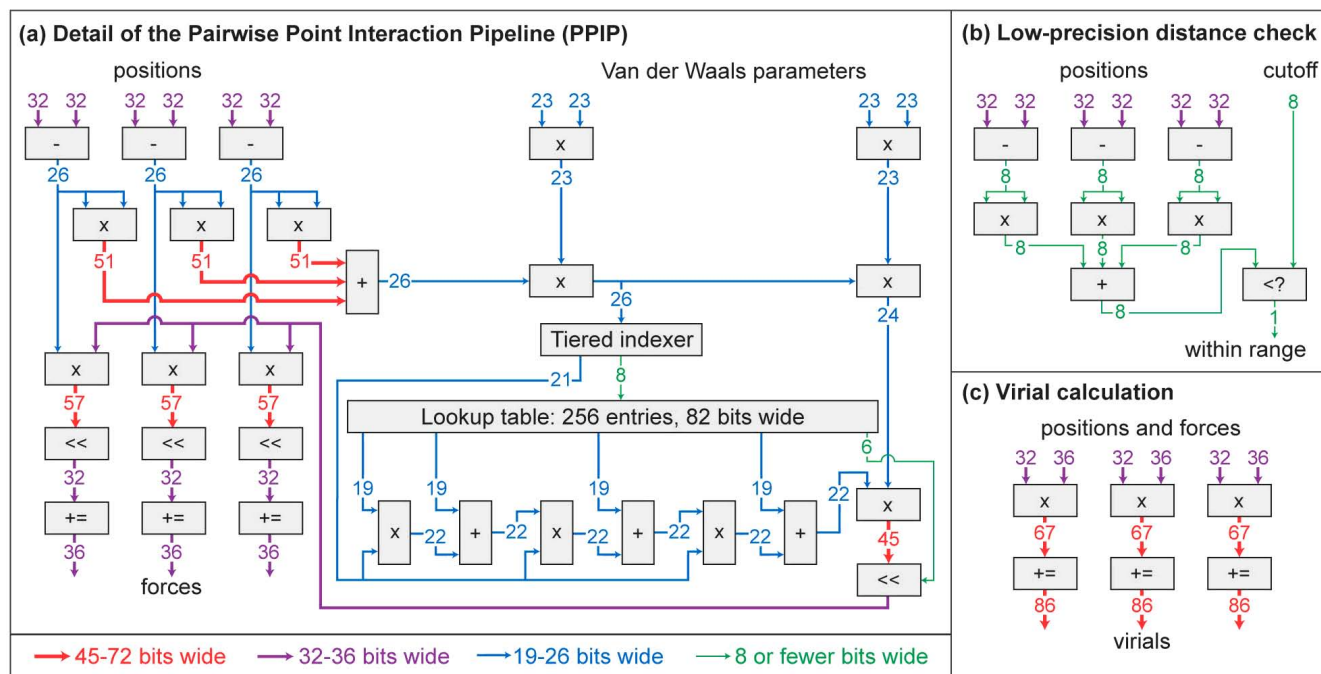 (a) Detail of the Pairwise Point Interaction Pipeline (PPIP)
positions
Van der Waals parameters
32 32 32 32 32 32
23 23 23 23
- - -
x x
26 26 26
23 23
x x x
51 51 51
+
26
x x
26
24
Tiered indexer
21
8
x x x
57 57 57
Lookup table: 256 entries, 82 bits wide
6
<< << <<
32 32 32
19 19 19 19 22
x
x 22 + 22 x 22 + 22 x 22 +
45
+= += +=
36 36 36
<<
forces
(b) Low-precision distance check
positions
cutoff
32 32 32 32 32 32
8
- - -
8 8 8
x x x
8 8 8
+
<?
8
1
within range
(c) Virial calculation
positions and forces
32 36 32 36 32 36
x x x
67 67 67
+= += +=
86 86 86
virials
45-72 bits wide
32-36 bits wide
19-26 bits wide
8 or fewer bits wide